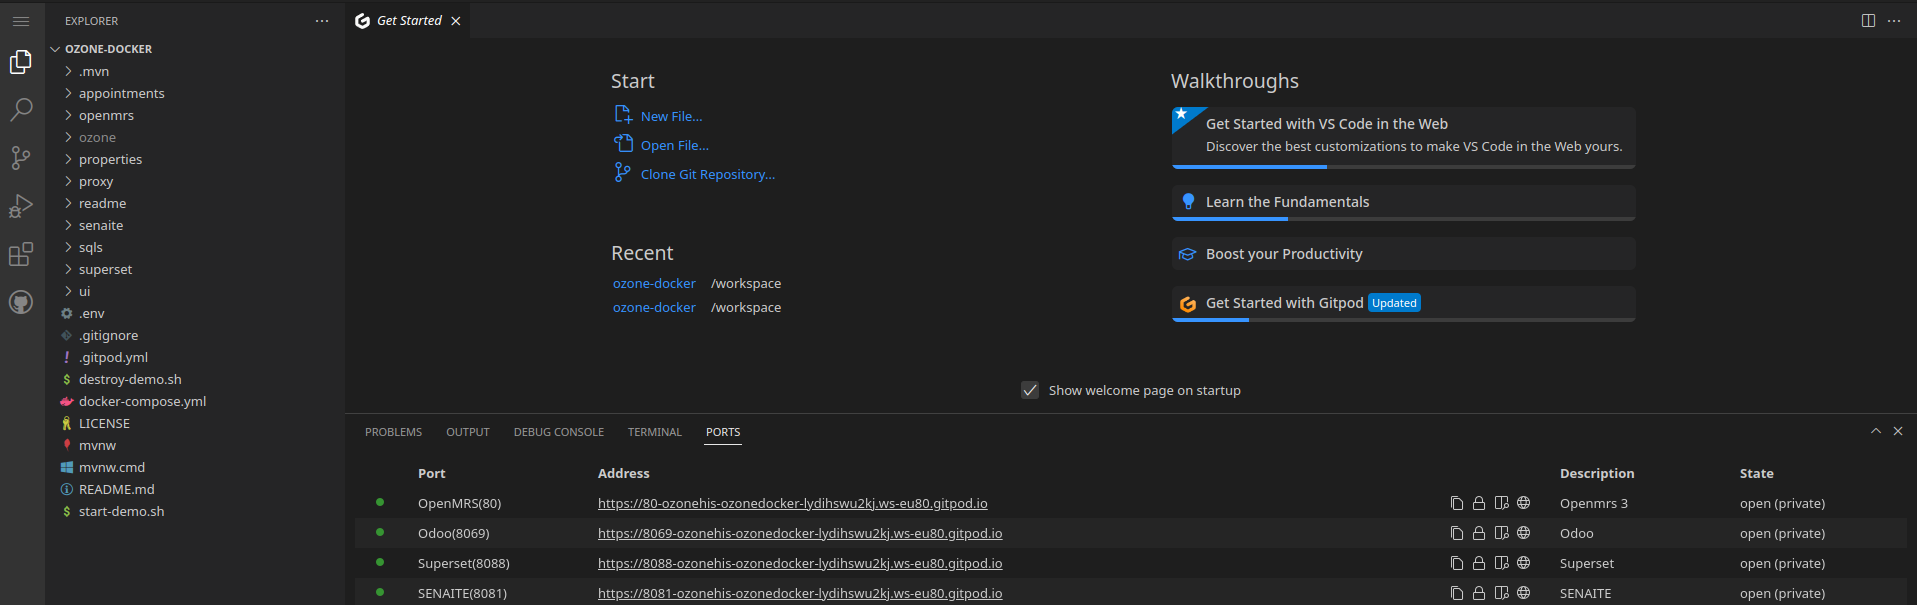 EXPLORER
OZONE-DOCKER
.mvn
appointments
openmrs
ozone
properties
proxy
readme
senaite
sqls
superset
ui
.env
.gitignore
.gitpod.yml
destroy-demo.sh
docker-compose.yml
LICENSE
mvnw
mvnw.cmd
README.md
start-demo.sh
Get Started
Start
New File...
Open File...
Clone Git Repository...
Recent
ozone-docker /workspace
ozone-docker /workspace
Walkthroughs
Get Started with VS Code in the Web
Discover the best customizations to make VS Code in the Web yours.
Learn the Fundamentals
Boost your Productivity
Get Started with Gitpod Updated
Show welcome page on startup
PROBLEMS OUTPUT DEBUG CONSOLE TERMINAL PORTS
Port Address Description State
OpenMRS(80) https://80-ozonehis-ozonedocker-lydihswu2kj.ws-eu80.gitpod.io Openmrs 3 open (private)
Odoo(8069) https://8069-ozonehis-ozonedocker-lydihswu2kj.ws-eu80.gitpod.io Odoo open (private)
Superset(8088) https://8088-ozonehis-ozonedocker-lydihswu2kj.ws-eu80.gitpod.io Superset open (private)
SENAITE(8081) https://8081-ozonehis-ozonedocker-lydihswu2kj.ws-eu80.gitpod.io SENAITE open (private)